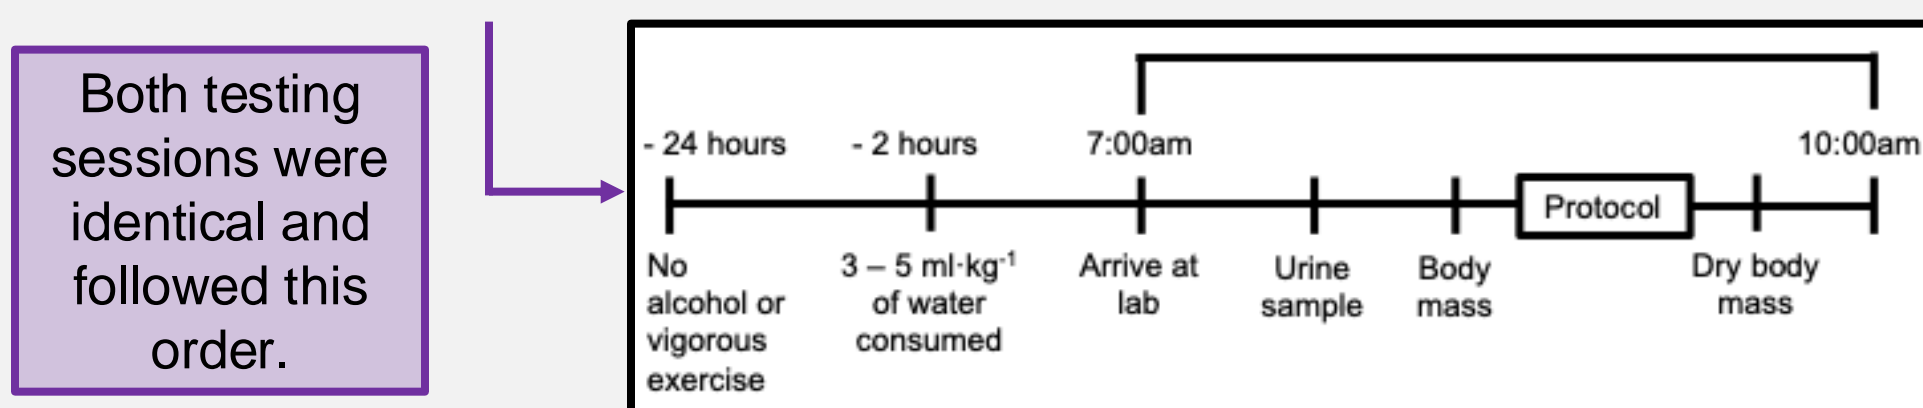 Both testing
sessions were
identical and
followed this
order.
- 24 hours
- 2 hours
7:00am
10:00am
Protocol
No
alcohol or
vigorous
exercise
3 – 5 ml·kg⁻¹
of water
consumed
Arrive at
lab
Urine
sample
Body
mass
Dry body
mass